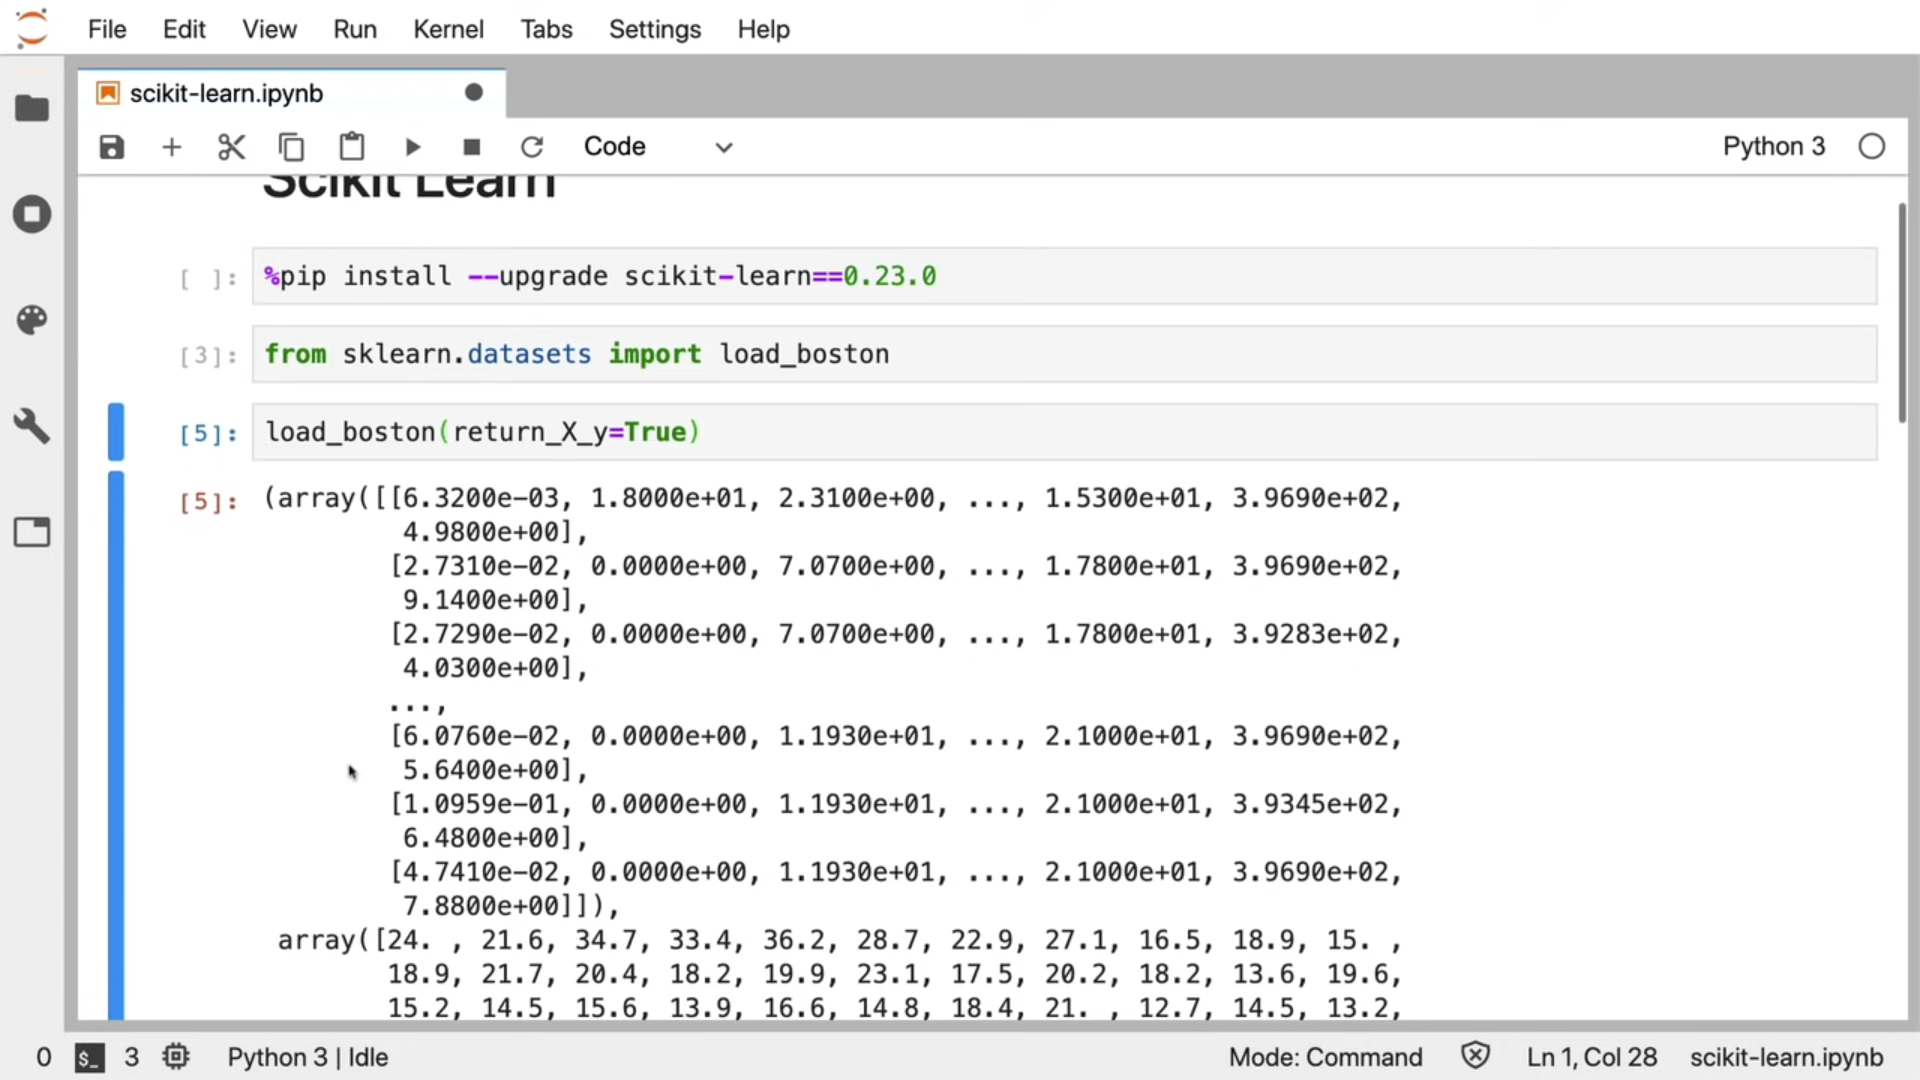 File Edit View Run Kernel Tabs Settings Help
scikit-learn.ipynb
Code Python 3
Scikit Learn
[ ]: %pip install --upgrade scikit-learn==0.23.0
[3]: from sklearn.datasets import load_boston
[5]: load_boston(return_X_y=True)
[5]: (array([[6.3200e-03, 1.8000e+01, 2.3100e+00, ..., 1.5300e+01, 3.9690e+02,
4.9800e+00],
[2.7310e-02, 0.0000e+00, 7.0700e+00, ..., 1.7800e+01, 3.9690e+02,
9.1400e+00],
[2.7290e-02, 0.0000e+00, 7.0700e+00, ..., 1.7800e+01, 3.9283e+02,
4.0300e+00],
...,
[6.0760e-02, 0.0000e+00, 1.1930e+01, ..., 2.1000e+01, 3.9690e+02,
5.6400e+00],
[1.0959e-01, 0.0000e+00, 1.1930e+01, ..., 2.1000e+01, 3.9345e+02,
6.4800e+00],
[4.7410e-02, 0.0000e+00, 1.1930e+01, ..., 2.1000e+01, 3.9690e+02,
7.8800e+00]]),
array([24. , 21.6, 34.7, 33.4, 36.2, 28.7, 22.9, 27.1, 16.5, 18.9, 15. ,
18.9, 21.7, 20.4, 18.2, 19.9, 23.1, 17.5, 20.2, 18.2, 13.6, 19.6,
15.2, 14.5, 15.6, 13.9, 16.6, 14.8, 18.4, 21. , 12.7, 14.5, 13.2,
0 $_ 3 Python 3 | Idle Mode: Command Ln 1, Col 28 scikit-learn.ipynb